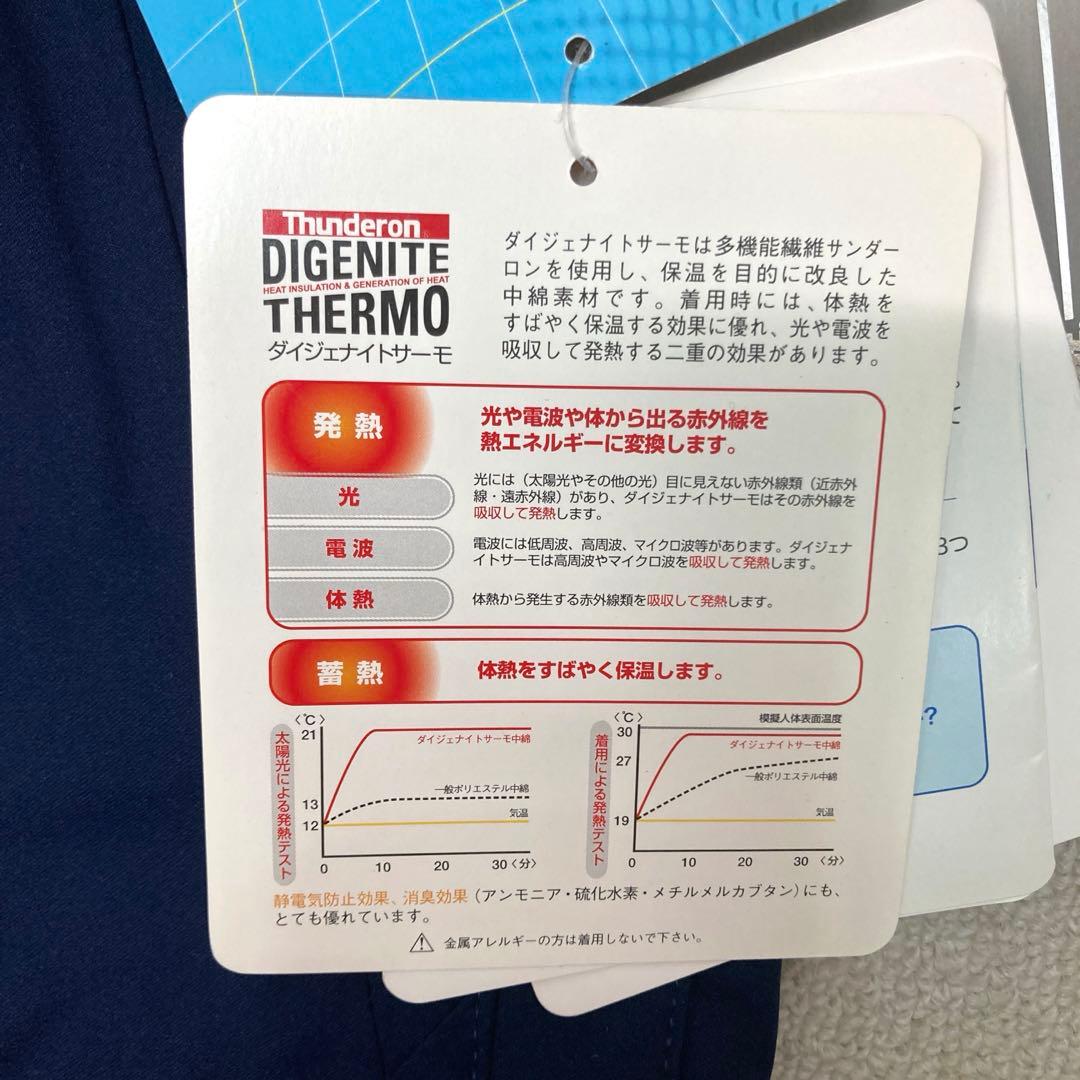 Thunderon
DIGENITE
HEAT INSULATION & GENERATION OF HEAT
THERMO
ダイジェナイトサーモ
ダイジェナイトサーモは多機能繊維サンダー
ロンを使用し、保温を目的に改良した
中綿素材です。着用時には、体熱を
すばやく保温する効果に優れ、光や電波を
吸収して発熱する二重の効果があります。
発熱
光や電波や体から出る赤外線を
熱エネルギーに変換します。
光
光には（太陽光やその他の光）目に見えない赤外線類（近赤外
線・遠赤外線）があり、ダイジェナイトサーモはその赤外線を
吸収して発熱します。
電波
電波には低周波、高周波、マイクロ波等があります。ダイジェナ
イトサーモは高周波やマイクロ波を吸収して発熱します。
体熱
体熱から発生する赤外線類を吸収して発熱します。
蓄熱
体熱をすばやく保温します。
太陽光による発熱テスト
〈℃〉
21
13
12
ダイジェナイトサーモ中綿
一般ポリエステル中綿
気温
0 10 20 30〈分〉
着用による発熱テスト
〈℃〉
30
27
19
模擬人体表面温度
ダイジェナイトサーモ中綿
一般ポリエステル中綿
気温
0 10 20 30〈分〉
静電気防止効果、消臭効果（アンモニア・硫化水素・メチルメルカプタン）にも、
とても優れています。
金属アレルギーの方は着用しないで下さい。
3つ
?